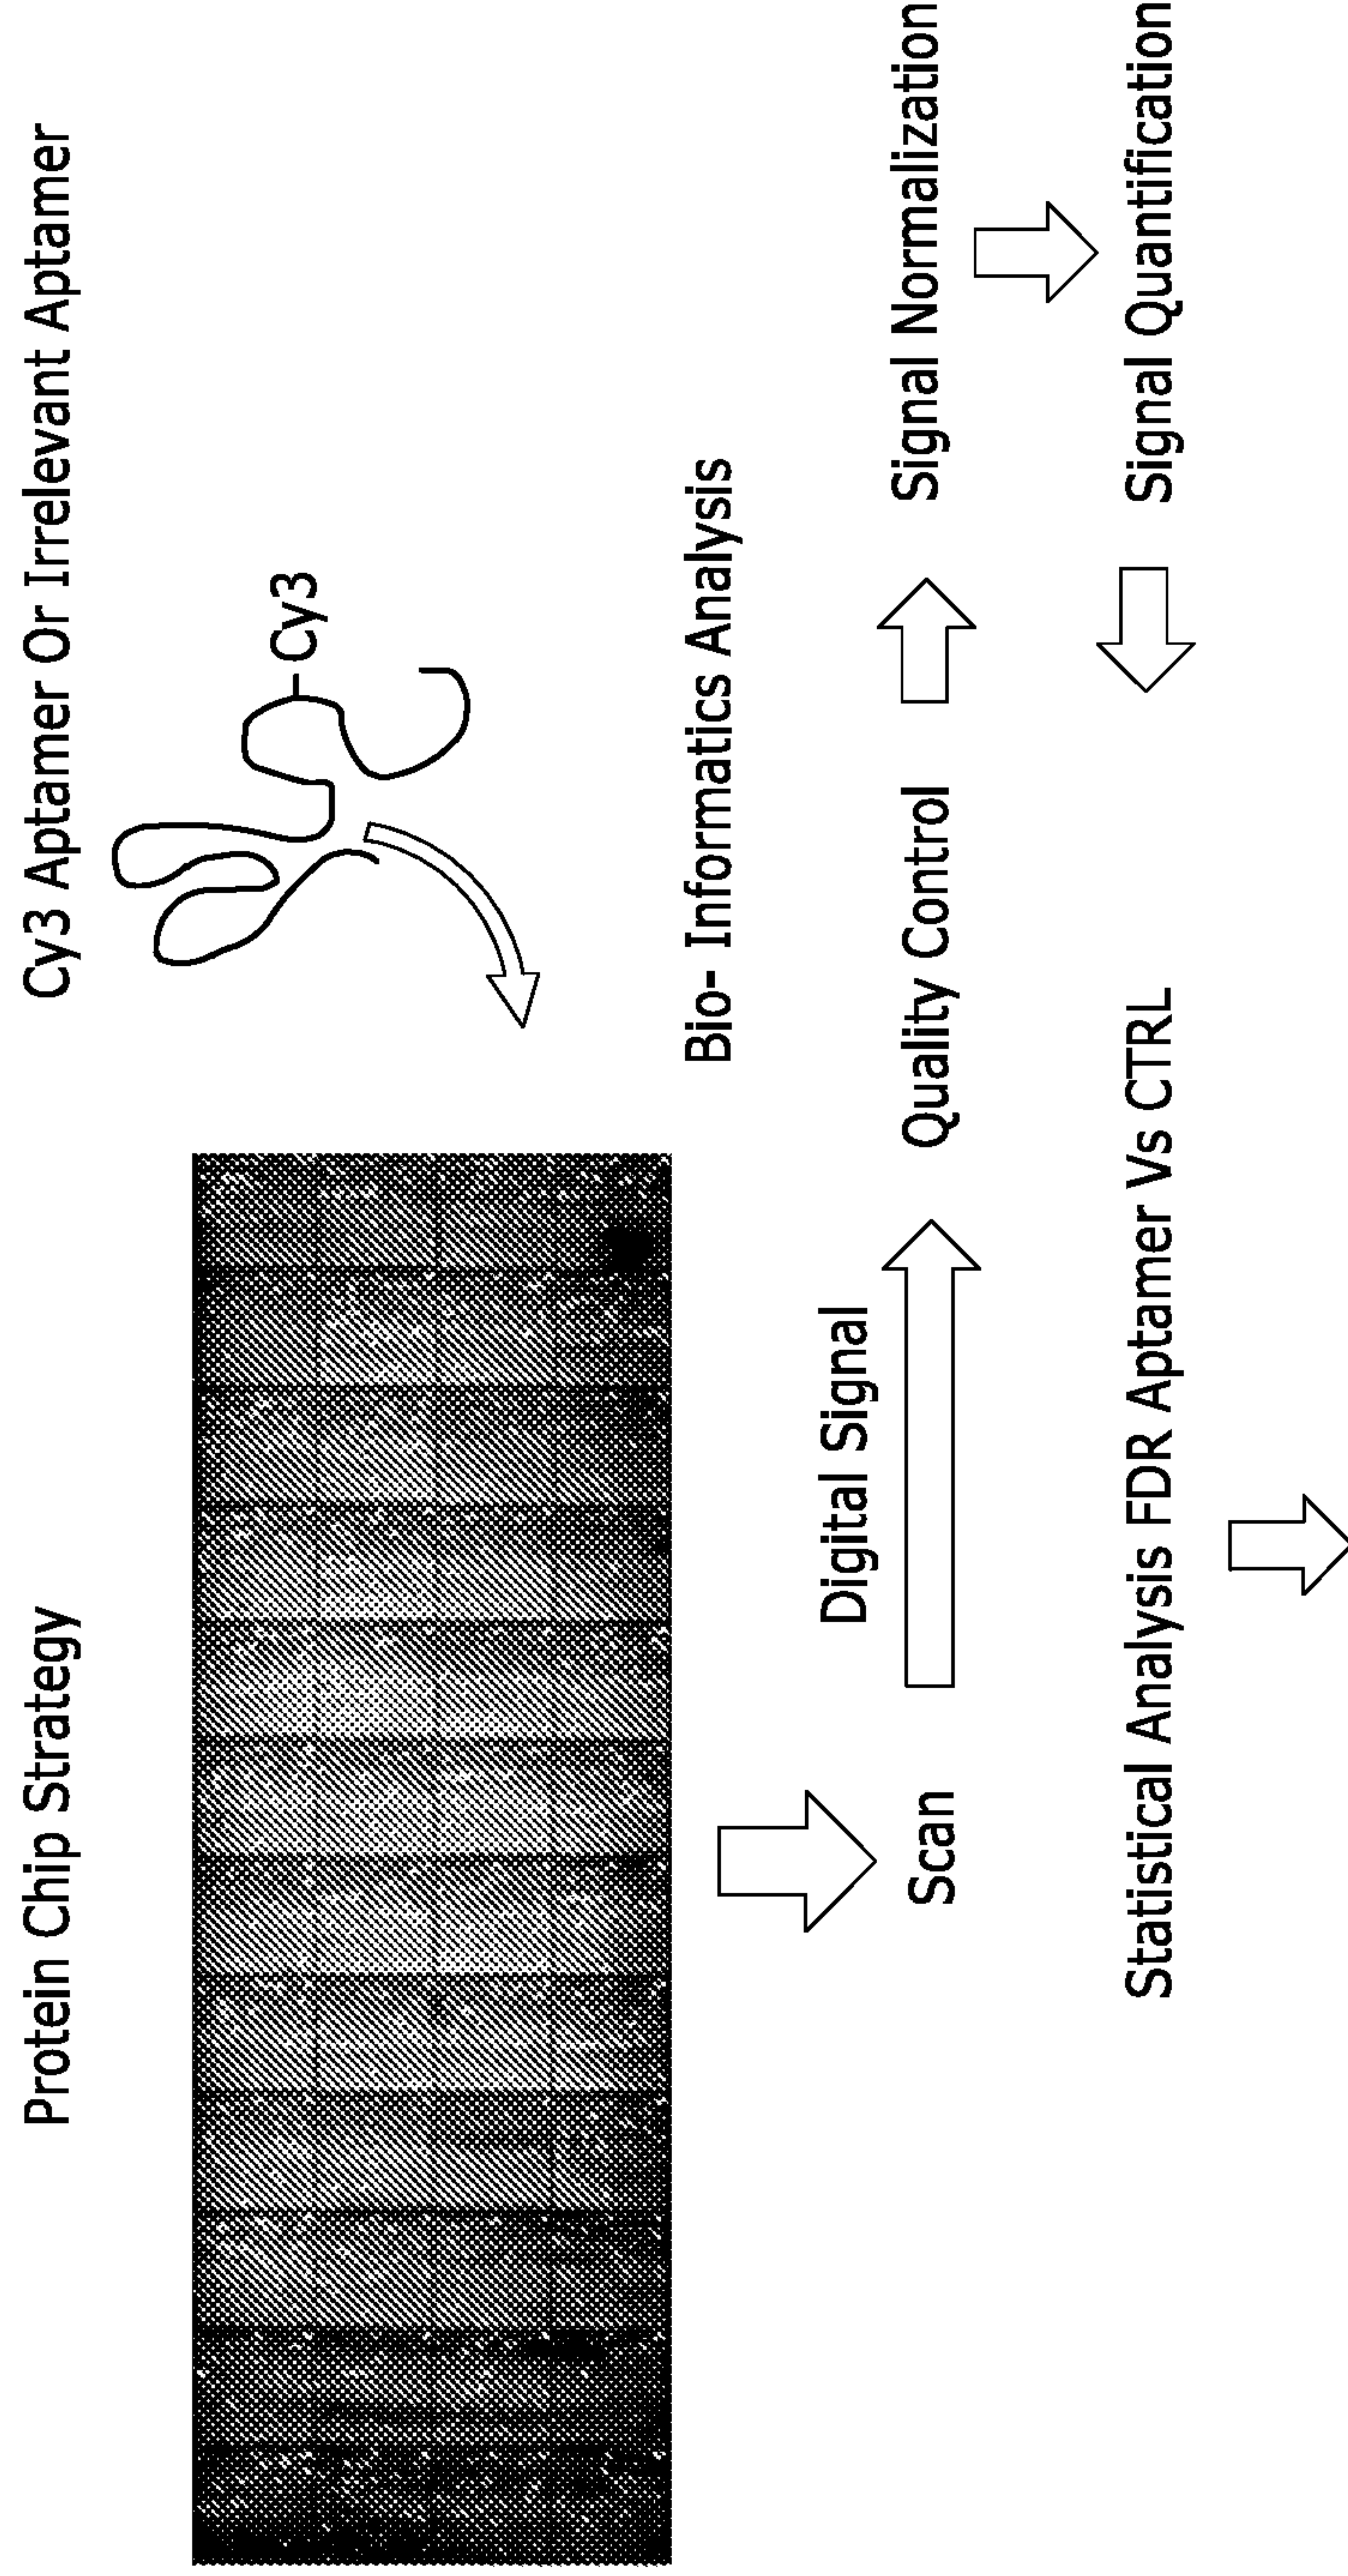 Protein Chip Strategy
Cy3 Aptamer Or Irrelevant Aptamer
Cy3
Bio- Informatics Analysis
Digital Signal
Scan
Quality Control
Signal Normalization
Statistical Analysis FDR Aptamer Vs CTRL
Signal Quantification